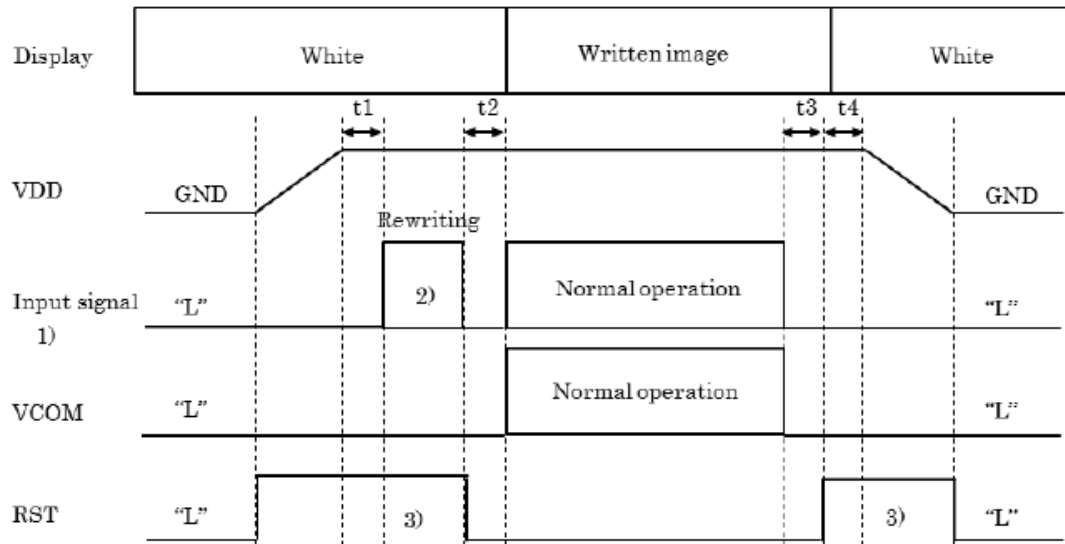 Display
White
Written image
White
t1
t2
t3
t4
VDD
GND
GND
Rewriting
Input signal
1)
“L”
2)
Normal operation
“L”
VCOM
“L”
Normal operation
“L”
RST
“L”
3)
3)
“L”